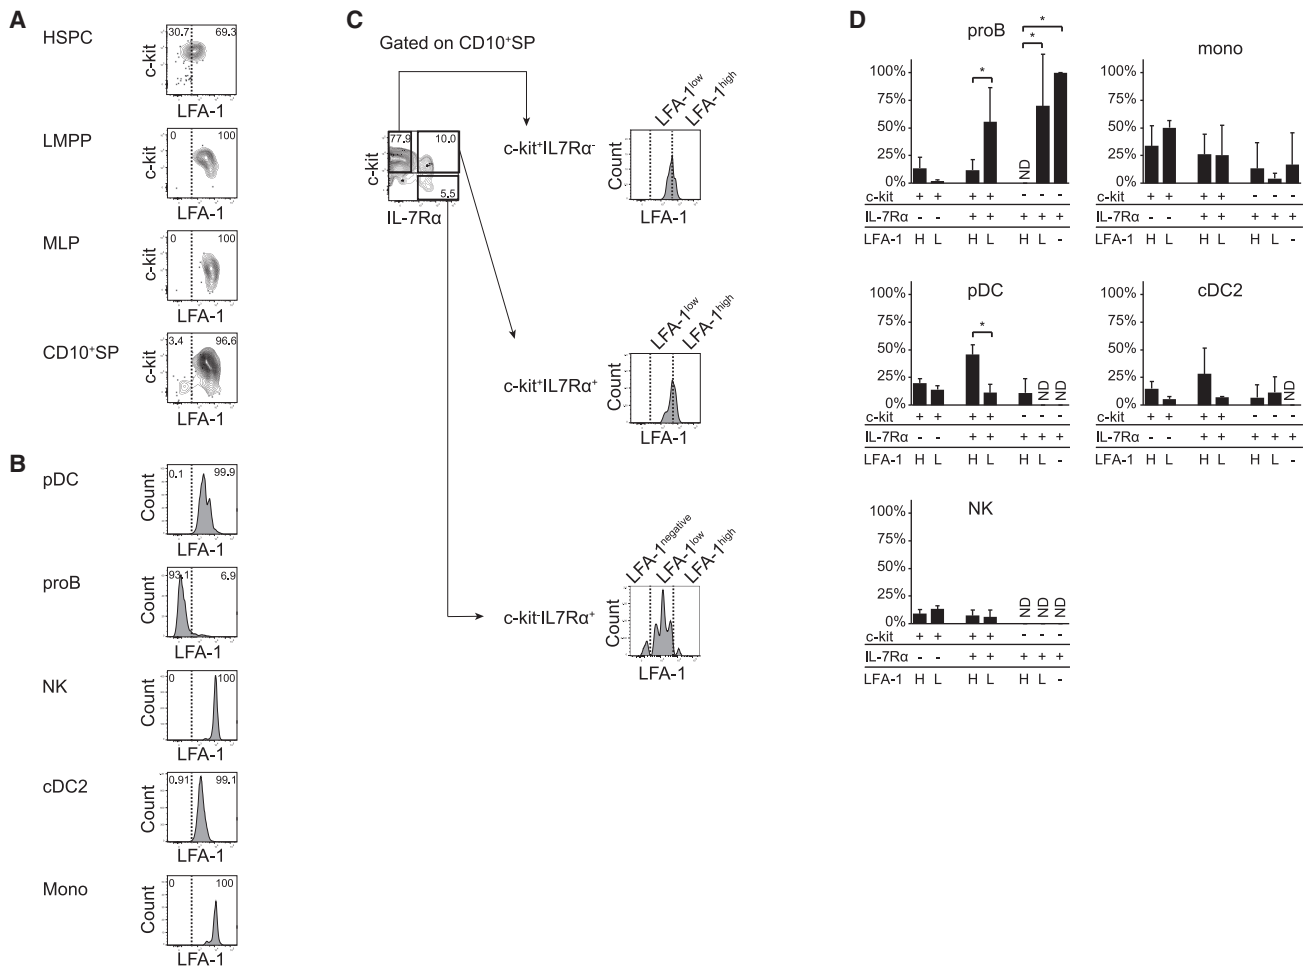 A
HSPC
30.7 69.3
c-kit
LFA-1
LMPP
0 100
c-kit
LFA-1
MLP
0 100
c-kit
LFA-1
CD10⁺SP
3.4 96.6
c-kit
LFA-1
B
pDC
0.1 99.9
Count
LFA-1
proB
93.1 6.9
Count
LFA-1
NK
0 100
Count
LFA-1
cDC2
0.91 99.1
Count
LFA-1
Mono
0 100
Count
LFA-1
C
Gated on CD10⁺SP
77.9 10.0
5.5
c-kit
IL-7Rα
c-kit⁺IL7Rα⁻
LFA-1low LFA-1high
Count
LFA-1
c-kit⁺IL7Rα⁺
LFA-1low LFA-1high
Count
LFA-1
c-kit⁻IL7Rα⁺
LFA-1negative LFA-1low LFA-1high
Count
LFA-1
D
proB
* * *
100%
75%
50%
25%
0%
ND
c-kit + + + + - - -
IL-7Rα - - + + + + +
LFA-1 H L H L H L -
mono
100%
75%
50%
25%
0%
c-kit + + + + - - -
IL-7Rα - - + + + + +
LFA-1 H L H L H L -
pDC
*
100%
75%
50%
25%
0%
ND ND
c-kit + + + + - - -
IL-7Rα - - + + + + +
LFA-1 H L H L H L -
cDC2
100%
75%
50%
25%
0%
ND
c-kit + + + + - - -
IL-7Rα - - + + + + +
LFA-1 H L H L H L -
NK
100%
75%
50%
25%
0%
ND ND ND
c-kit + + + + - - -
IL-7Rα - - + + + + +
LFA-1 H L H L H L -